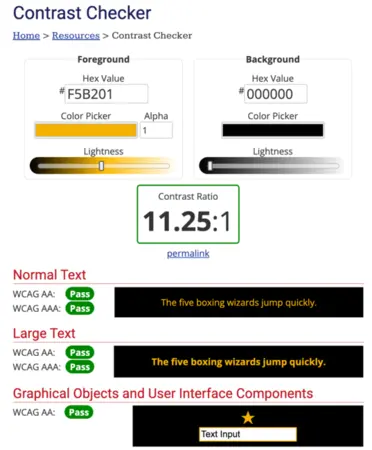 Contrast Checker
Home > Resources > Contrast Checker
Foreground
Hex Value
# F5B201
Color Picker Alpha
1
Lightness
Background
Hex Value
# 000000
Color Picker
Lightness
Contrast Ratio
11.25:1
permalink
Normal Text
WCAG AA: Pass
WCAG AAA: Pass
The five boxing wizards jump quickly.
Large Text
WCAG AA: Pass
WCAG AAA: Pass
The five boxing wizards jump quickly.
Graphical Objects and User Interface Components
WCAG AA: Pass
Text Input